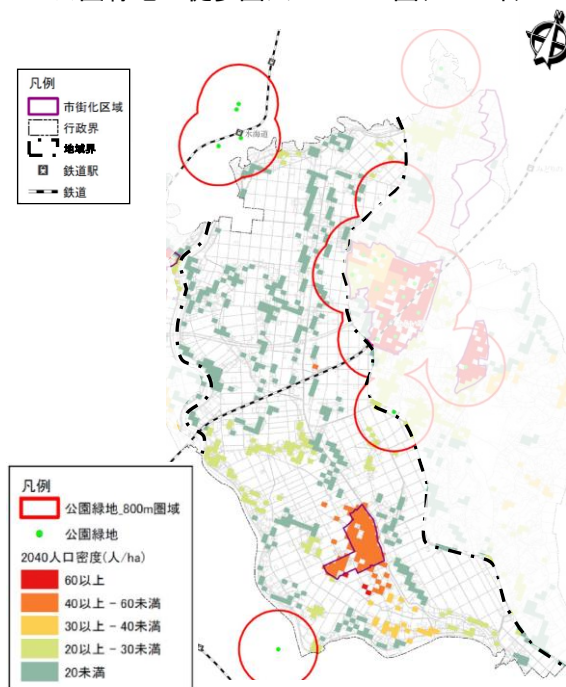 凡例
市街化区域
行政界
地域界
鉄道駅
鉄道
水海道
凡例
公園緑地_800m圏域
公園緑地
2040人口密度(人/ha)
60以上
40以上 - 60未満
30以上 - 40未満
20以上 - 30未満
20未満